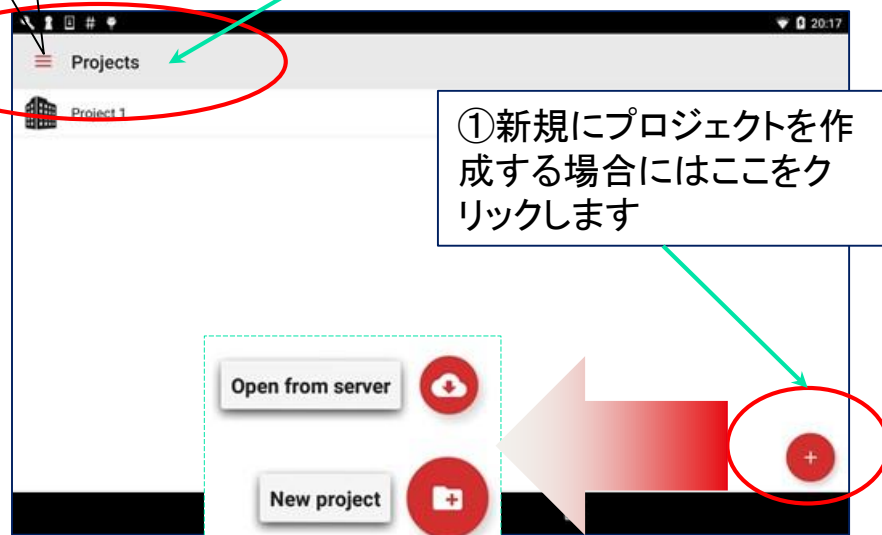 20:17
Projects
Project 1
①新規にプロジェクトを作
成する場合にはここをク
リックします
Open from server
New project